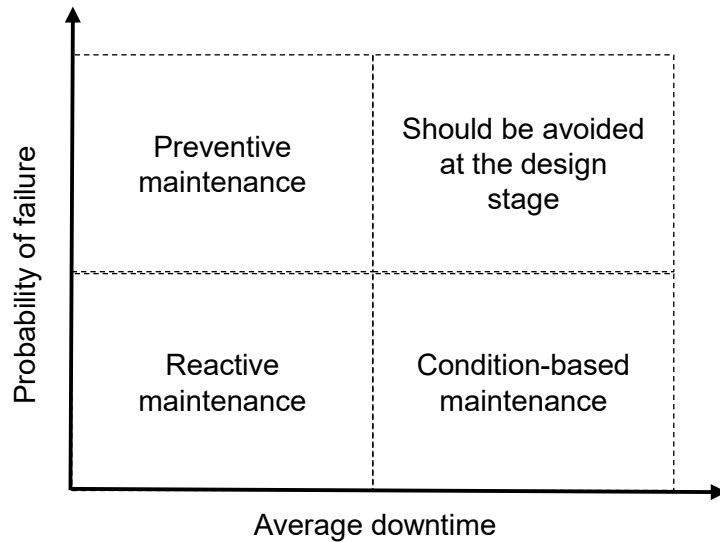 Probability of failure
Preventive
maintenance
Should be avoided
at the design
stage
Reactive
maintenance
Condition-based
maintenance
Average downtime